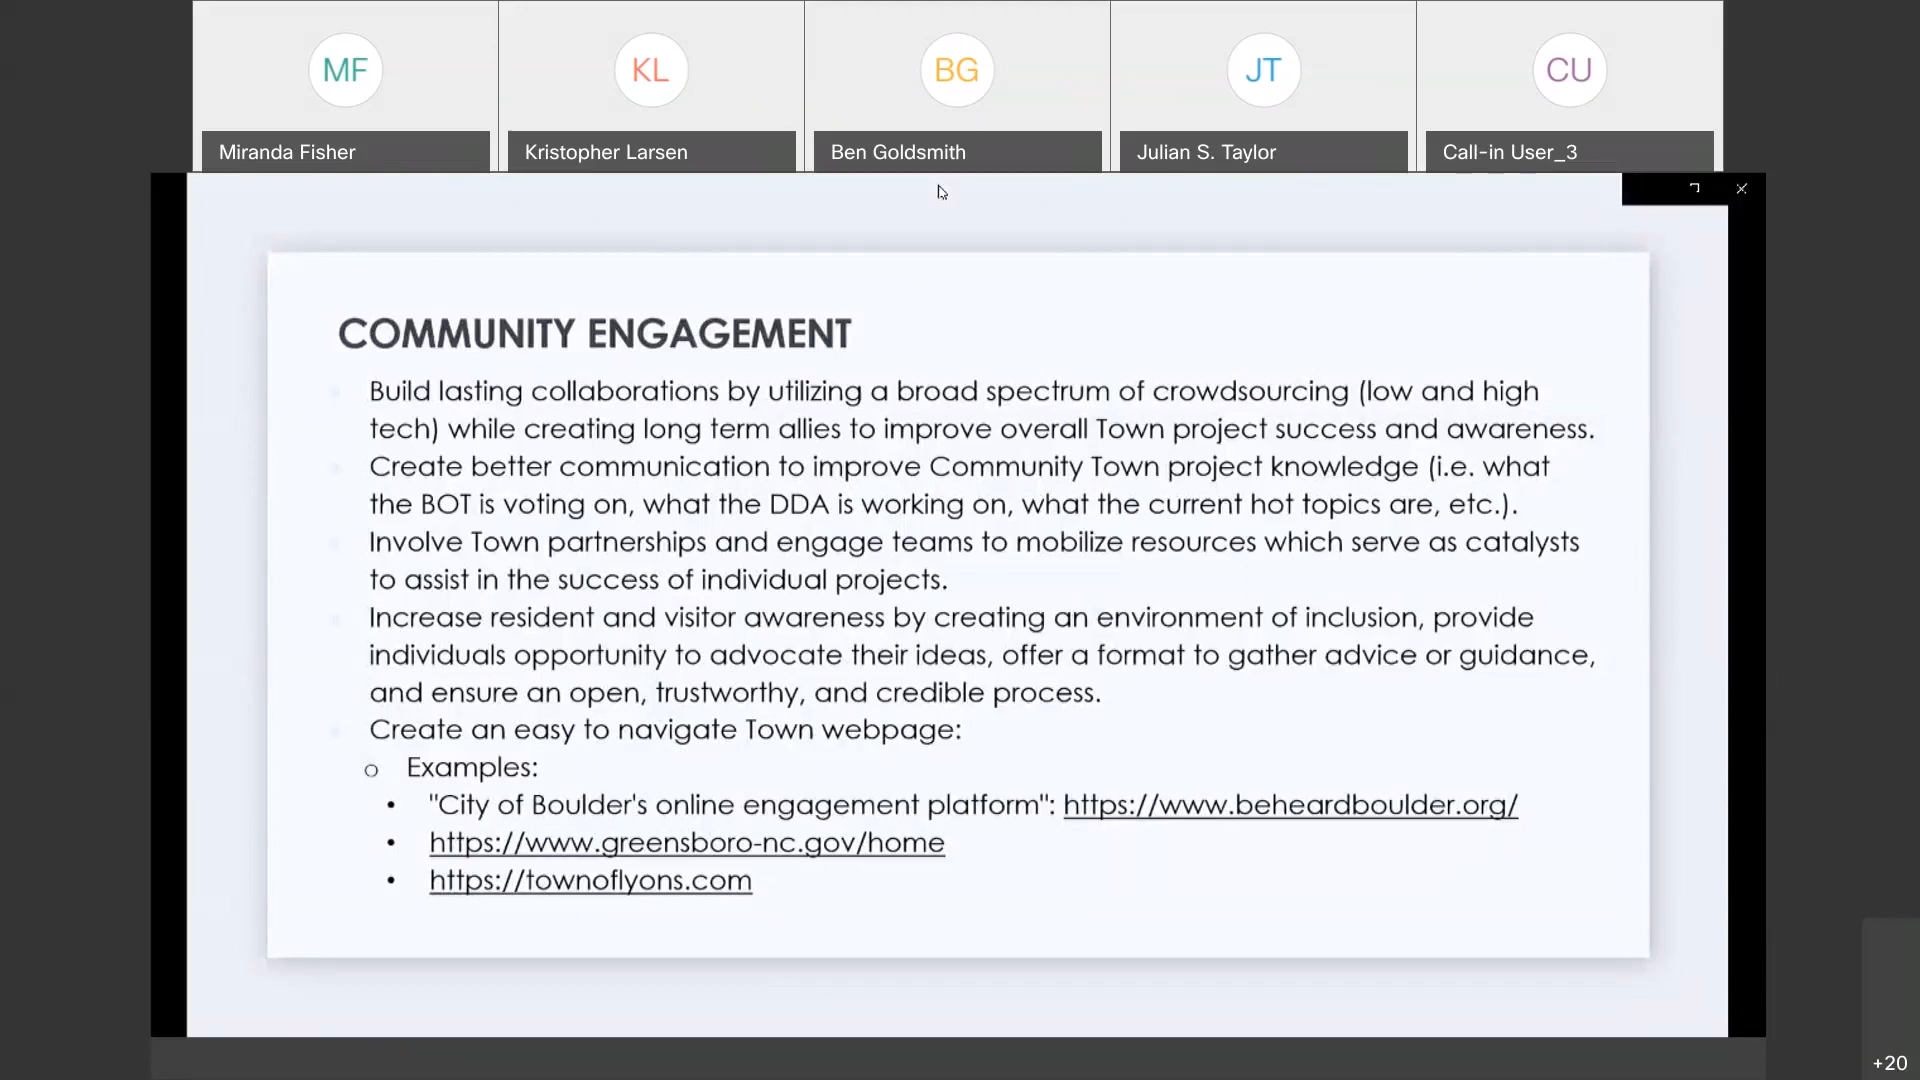 MF
KL
BG
JT
CU
Miranda Fisher
Kristopher Larsen
Ben Goldsmith
Julian S. Taylor
Call-in User_3
COMMUNITY ENGAGEMENT
Build lasting collaborations by utilizing a broad spectrum of crowdsourcing (low and high
tech) while creating long term allies to improve overall Town project success and awareness.
Create better communication to improve Community Town project knowledge (i.e. what
the BOT is voting on, what the DDA is working on, what the current hot topics are, etc.).
Involve Town partnerships and engage teams to mobilize resources which serve as catalysts
to assist in the success of individual projects.
Increase resident and visitor awareness by creating an environment of inclusion, provide
individuals opportunity to advocate their ideas, offer a format to gather advice or guidance,
and ensure an open, trustworthy, and credible process.
Create an easy to navigate Town webpage:
o Examples:
• "City of Boulder's online engagement platform": https://www.beheardboulder.org/
• https://www.greensboro-nc.gov/home
• https://townoflyons.com
+20